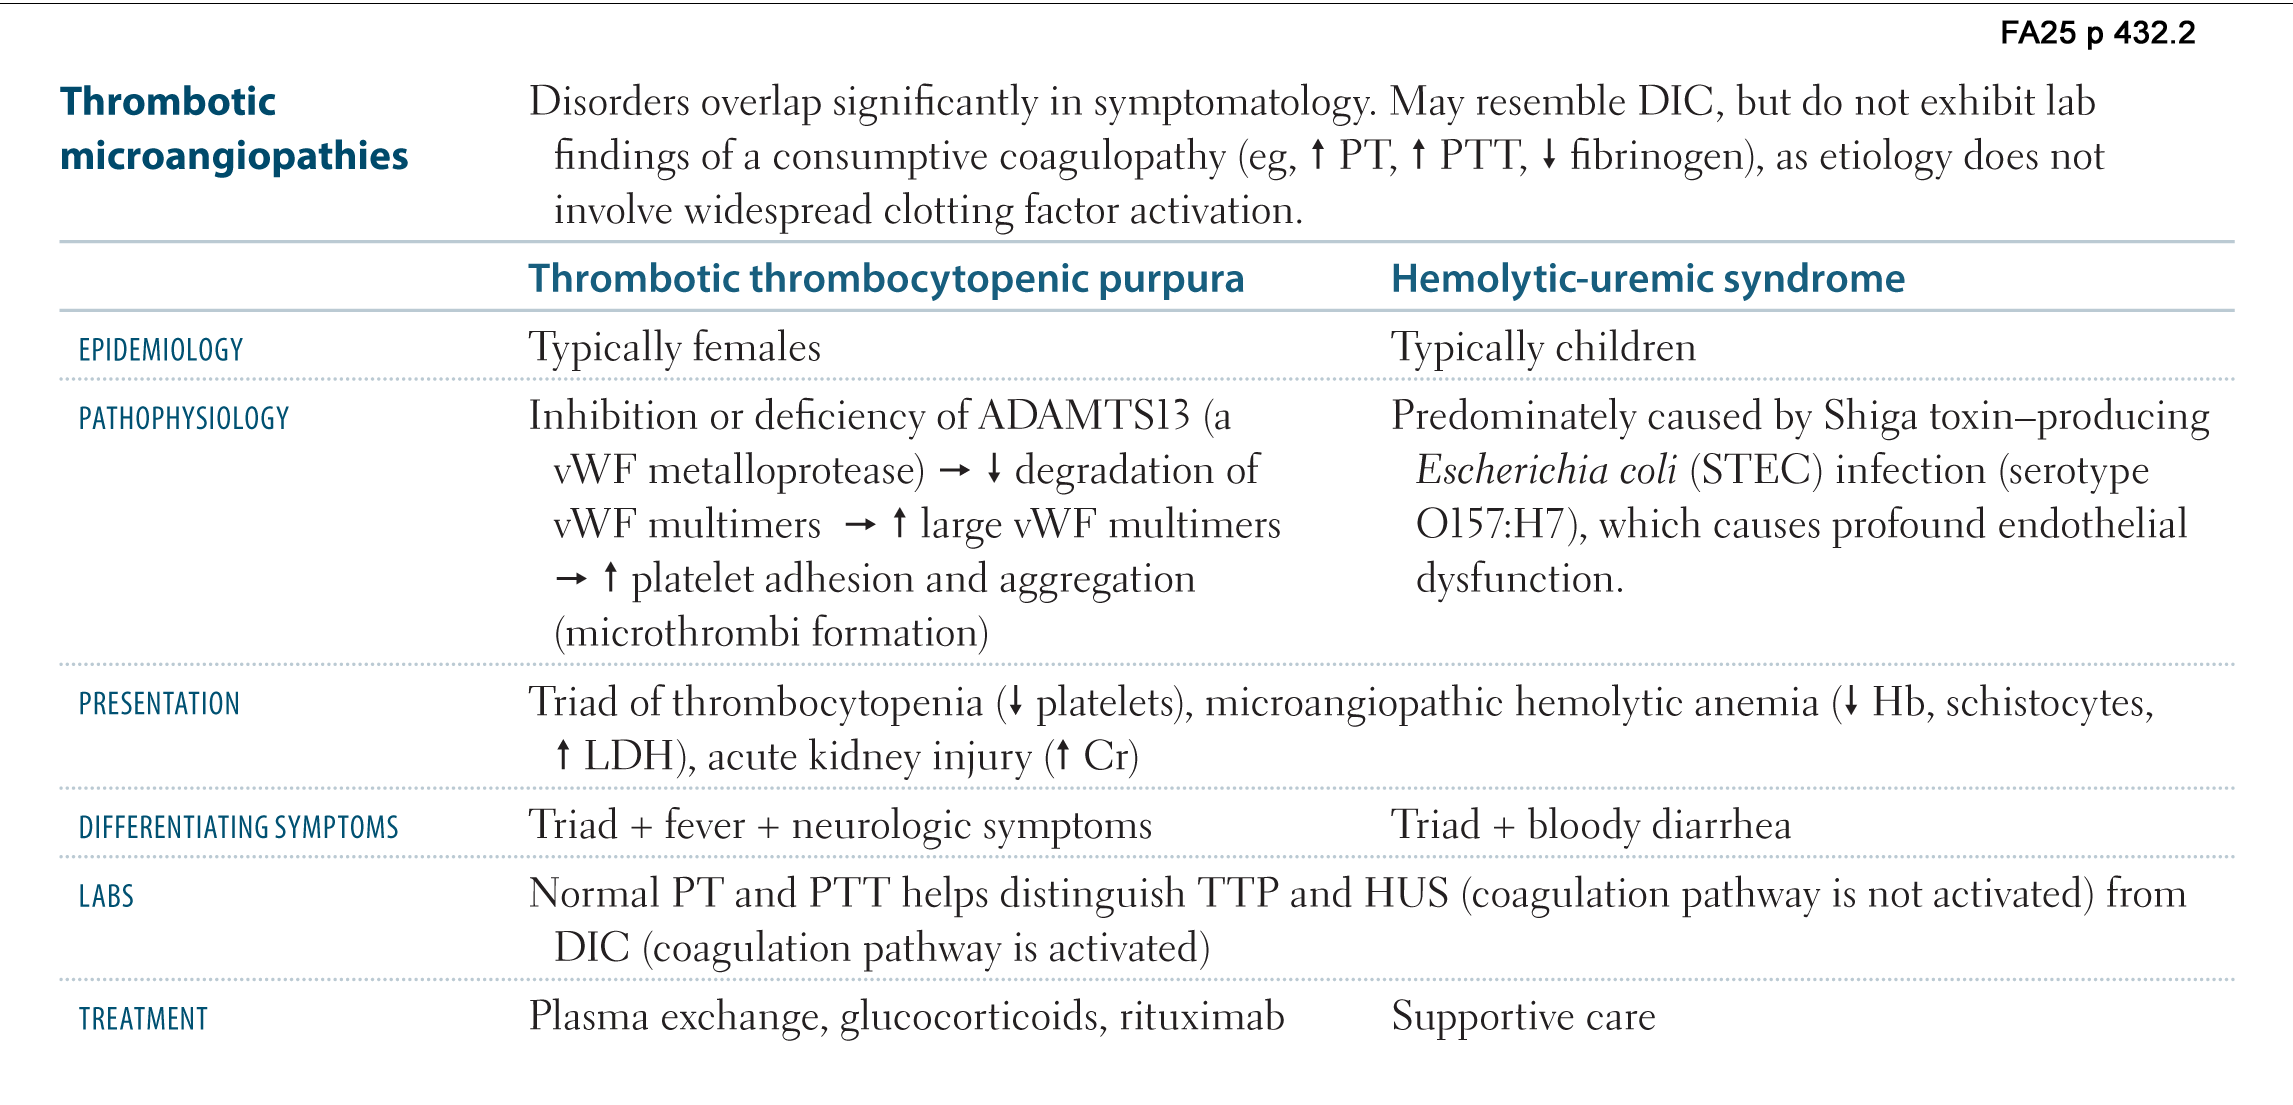 FA25 p 432.2
Thrombotic
microangiopathies
Disorders overlap significantly in symptomatology. May resemble DIC, but do not exhibit lab
findings of a consumptive coagulopathy (eg, ↑ PT, ↑ PTT, ↓ fibrinogen), as etiology does not
involve widespread clotting factor activation.
Thrombotic thrombocytopenic purpura
Hemolytic-uremic syndrome
EPIDEMIOLOGY
Typically females
Typically children
PATHOPHYSIOLOGY
Inhibition or deficiency of ADAMTS13 (a
vWF metalloprotease) → ↓ degradation of
vWF multimers → ↑ large vWF multimers
→ ↑ platelet adhesion and aggregation
(microthrombi formation)
Predominately caused by Shiga toxin–producing
Escherichia coli (STEC) infection (serotype
O157:H7), which causes profound endothelial
dysfunction.
PRESENTATION
Triad of thrombocytopenia (↓ platelets), microangiopathic hemolytic anemia (↓ Hb, schistocytes,
↑ LDH), acute kidney injury (↑ Cr)
DIFFERENTIATING SYMPTOMS
Triad + fever + neurologic symptoms
Triad + bloody diarrhea
LABS
Normal PT and PTT helps distinguish TTP and HUS (coagulation pathway is not activated) from
DIC (coagulation pathway is activated)
TREATMENT
Plasma exchange, glucocorticoids, rituximab
Supportive care